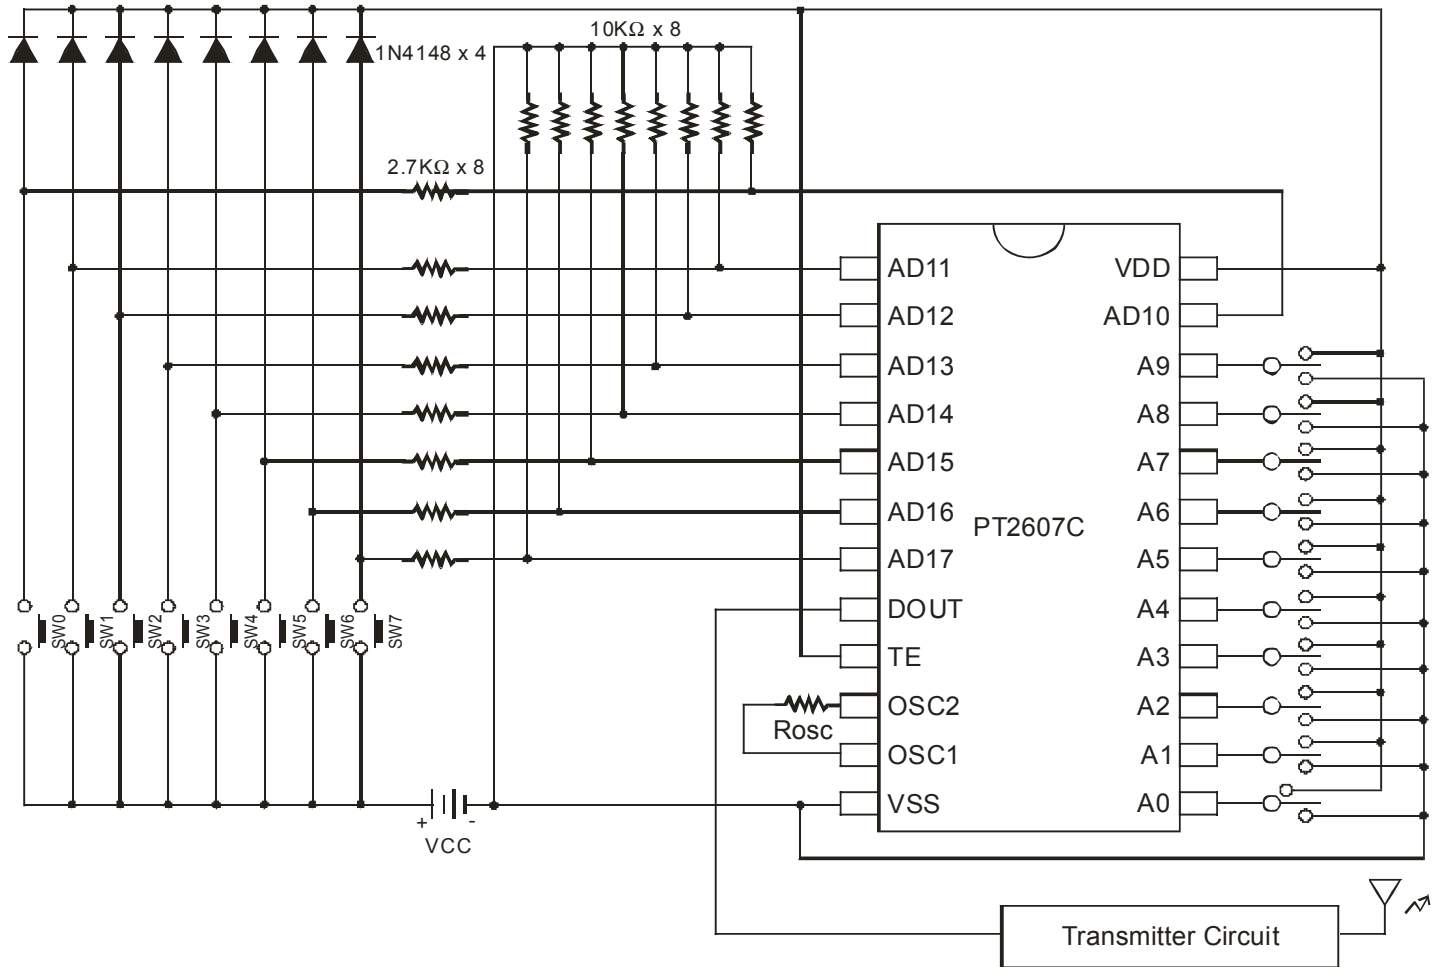 10KΩ x 8
1N4148 x 4
2.7KΩ x 8
AD11
VDD
AD12
AD10
AD13
A9
AD14
A8
AD15
A7
AD16
A6
PT2607C
AD17
A5
DOUT
A4
SW0
SW1
SW2
SW3
SW4
SW5
SW6
SW7
TE
A3
OSC2
A2
Rosc
OSC1
A1
VSS
A0
+ -
VCC
Transmitter Circuit